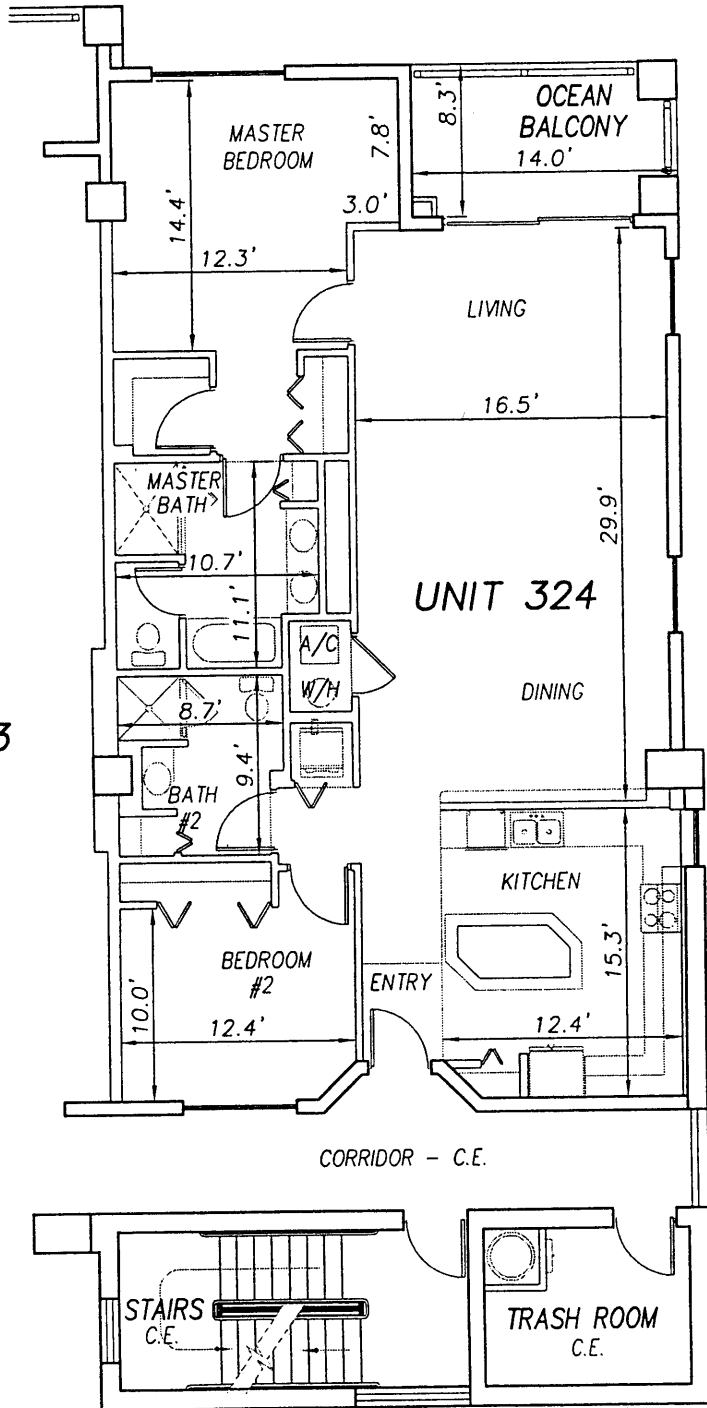 OCEAN
BALCONY
8.3'
14.0'
MASTER
BEDROOM
7.8'
14.4'
3.0'
12.3'
LIVING
16.5'
29.9'
MASTER
BATH
10.7'
11.1'
UNIT 324
A/C
W/H
DINING
8.7'
9.4'
BATH
#2
3
KITCHEN
15.3'
12.4'
BEDROOM
#2
10.0'
12.4'
ENTRY
CORRIDOR - C.E.
STAIRS
C.E.
TRASH ROOM
C.E.